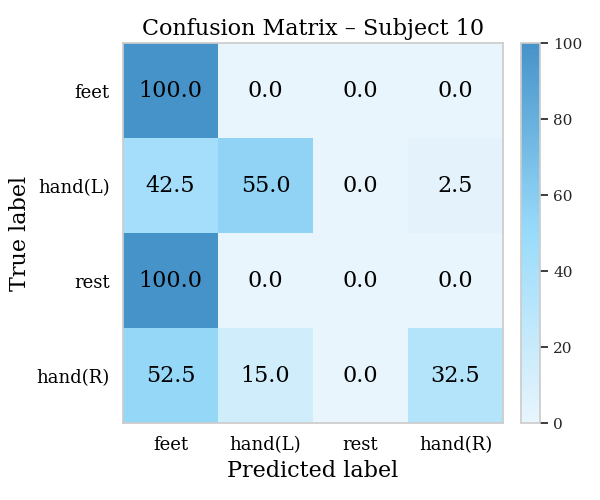 Confusion Matrix – Subject 10
True label
feet 100.0 0.0 0.0 0.0
hand(L) 42.5 55.0 0.0 2.5
rest 100.0 0.0 0.0 0.0
hand(R) 52.5 15.0 0.0 32.5
feet hand(L) rest hand(R)
Predicted label
100
80
60
40
20
0